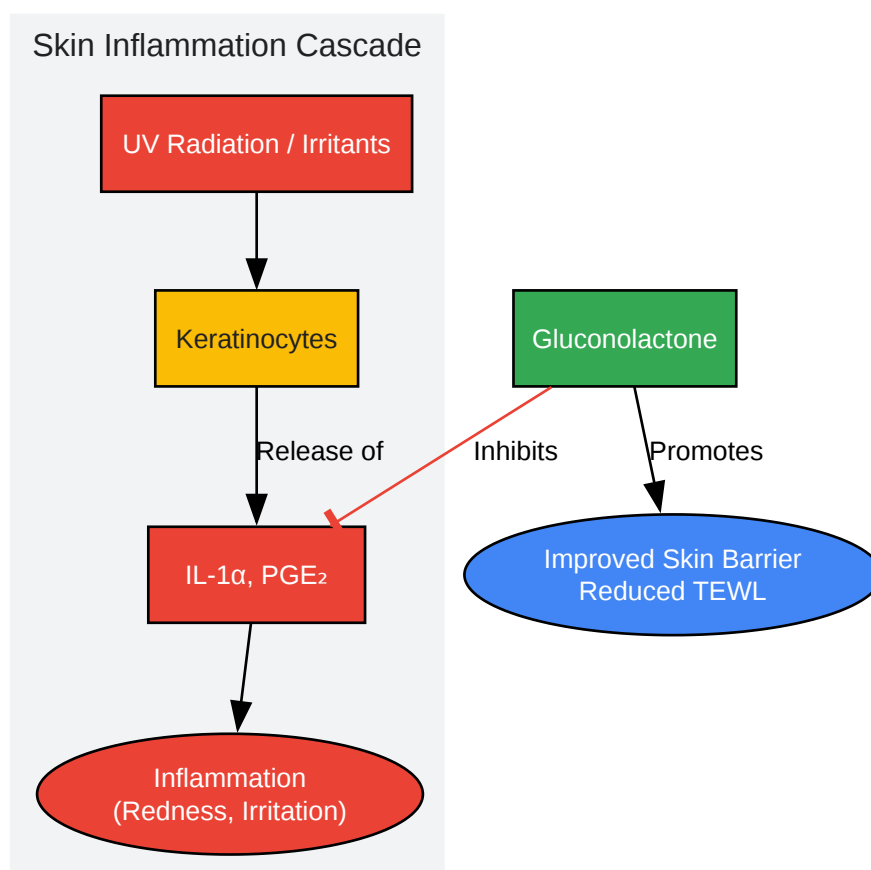 Skin Inflammation Cascade
UV Radiation / Irritants
Keratinocytes
Gluconolactone
Release of
Inhibits
Promotes
IL-1α, PGE₂
Improved Skin Barrier
Reduced TEWL
Inflammation
(Redness, Irritation)